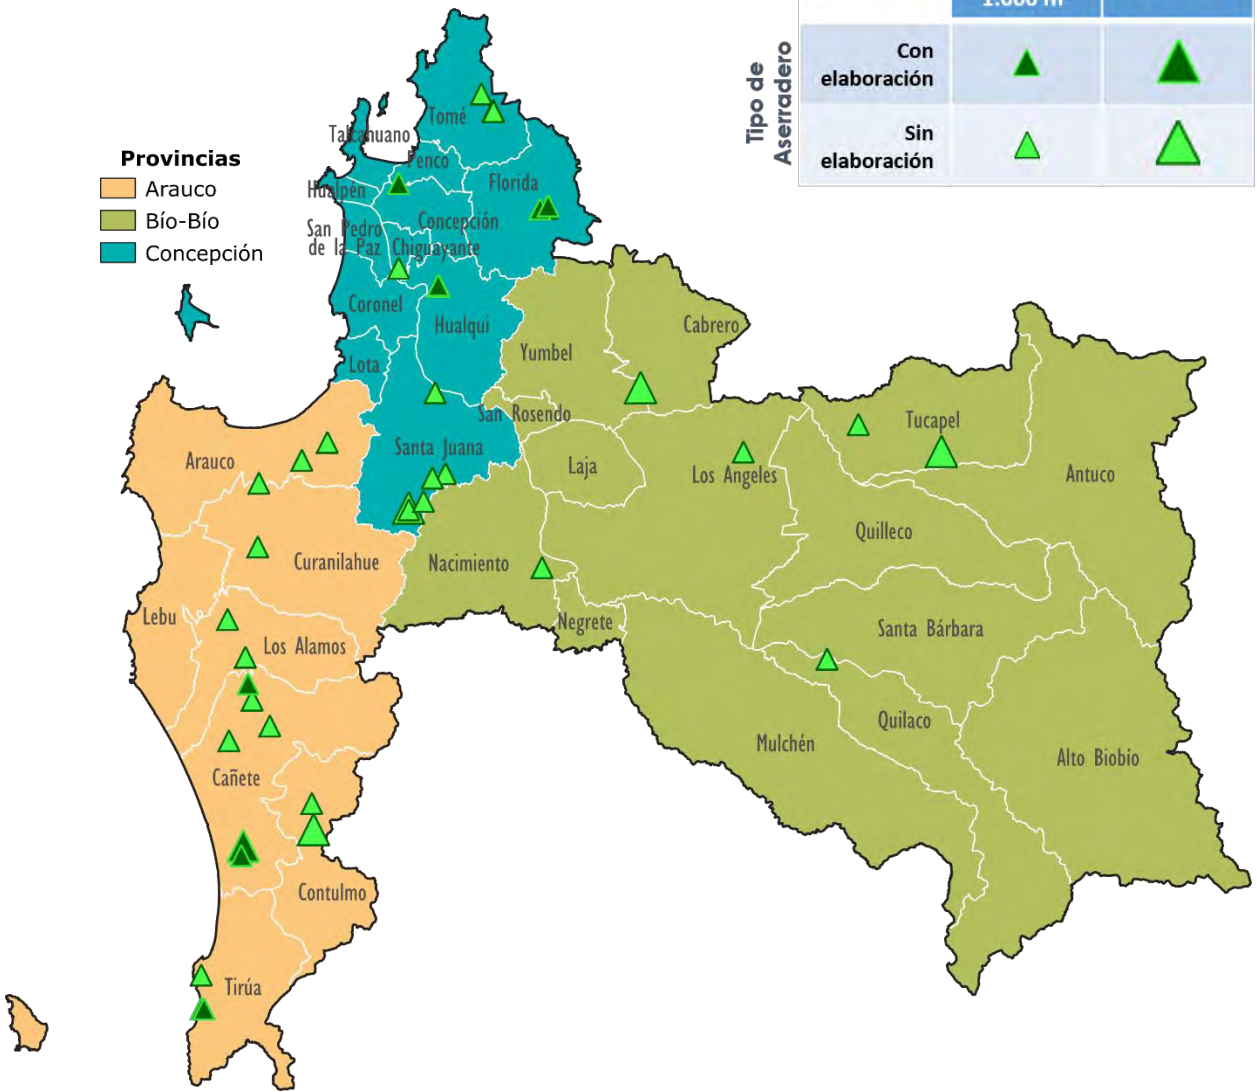 1.000 m
Tipo de
Aserradero
Con
elaboración
Sin
elaboración
Provincias
Arauco
Bío-Bío
Concepción
Tomé
Talcahuano
Penco
Hualpén
Florida
San Pedro
de la Paz
Concepción
Chiguayante
Coronel
Hualqui
Lota
Cabrero
Yumbel
San Rosendo
Tucapel
Arauco
Santa Juana
Laja
Los Angeles
Antuco
Quilleco
Curanilahue
Nacimiento
Lebu
Negrete
Santa Bárbara
Los Alamos
Quilaco
Mulchén
Alto Biobío
Cañete
Contulmo
Tirúa